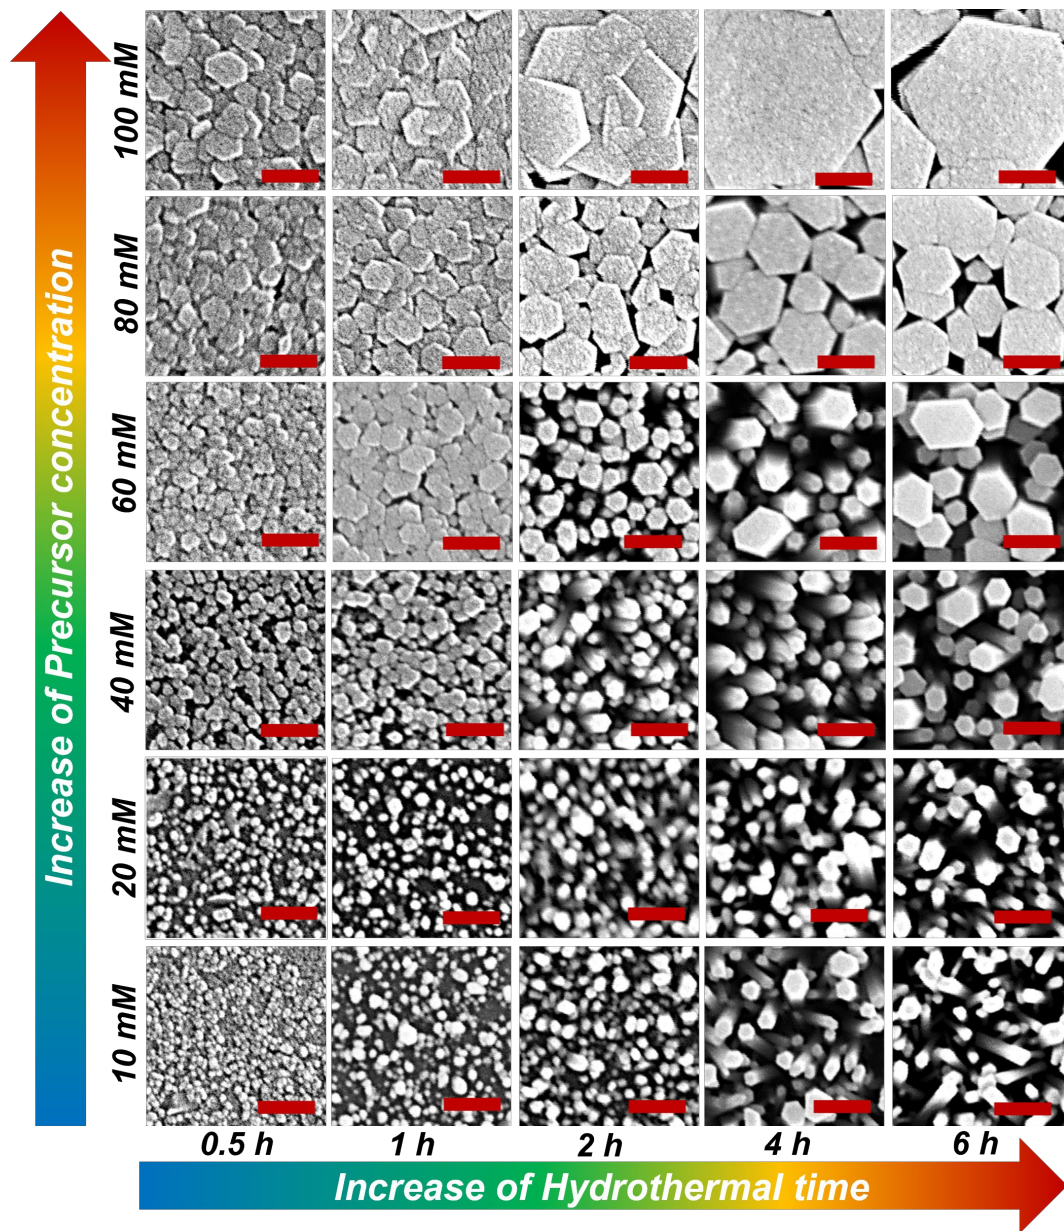 Increase of Precursor concentration
100 mM
80 mM
60 mM
40 mM
20 mM
10 mM
0.5 h
1 h
2 h
4 h
6 h
Increase of Hydrothermal time